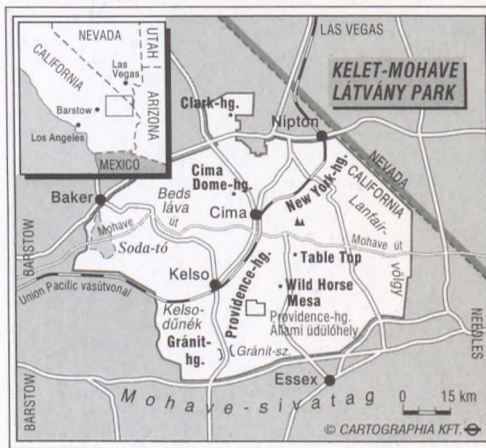 NEVADA
UTAH
CALIFORNIA
Las
Vegas
Barstow
ARIZONA
Los Angeles
MEXICO
LAS VEGAS
KELET-MOHAVE
LÁTVÁNY PARK
Clark-hg.
Nipton
NEVADA
CALIFORNIA
Cima
Dome-hg.
New York-hg.
Baker
Beds
láva
Cima
Lanfair-
völgy
Mohave út
Mohave út
Soda-tó
BARSTOW
Kelso
Table Top
Wild Horse
Mesa
Providence-hg.
Union Pacific vasútvonal
Kelso-
dűnék
Providence-hg.
Állami üdülőhely
Gránit-
hg.
Gránit-sz.
NEEDLES
Essex
BARSTOW
Mohave-sivatag
0 15 km
© CARTOGRAPHIA KFT.